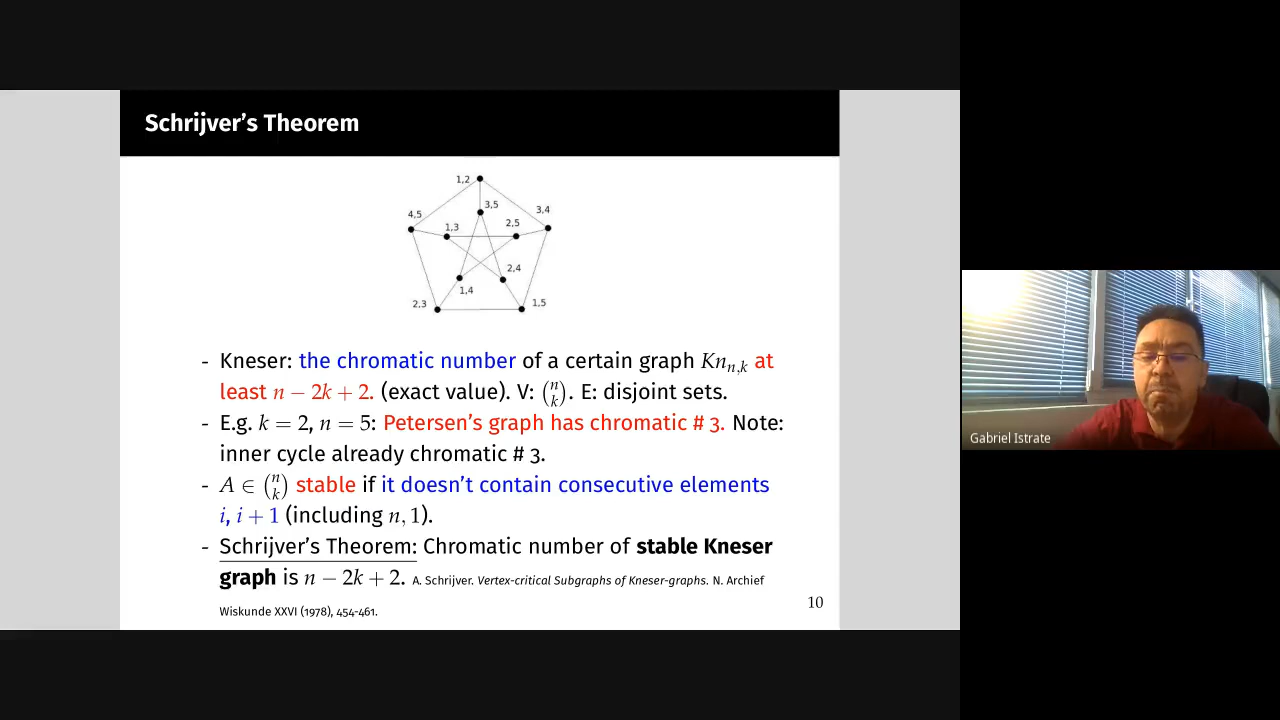 Schrijver's Theorem
1,2
3,5
3,4
4,5
1,3
2,5
2,4
1,4
2,3
1,5
- Kneser: the chromatic number of a certain graph Kn_{n,k} at
least n − 2k + 2. (exact value). V: \binom{n}{k}. E: disjoint sets.
- E.g. k = 2, n = 5: Petersen's graph has chromatic # 3. Note:
inner cycle already chromatic # 3.
- A ∈ \binom{n}{k} stable if it doesn't contain consecutive elements
i, i + 1 (including n, 1).
- Schrijver's Theorem: Chromatic number of stable Kneser
graph is n − 2k + 2. A. Schrijver. Vertex-critical Subgraphs of Kneser-graphs. N. Archief
Wiskunde XXVI (1978), 454-461.
10
Gabriel Istrate